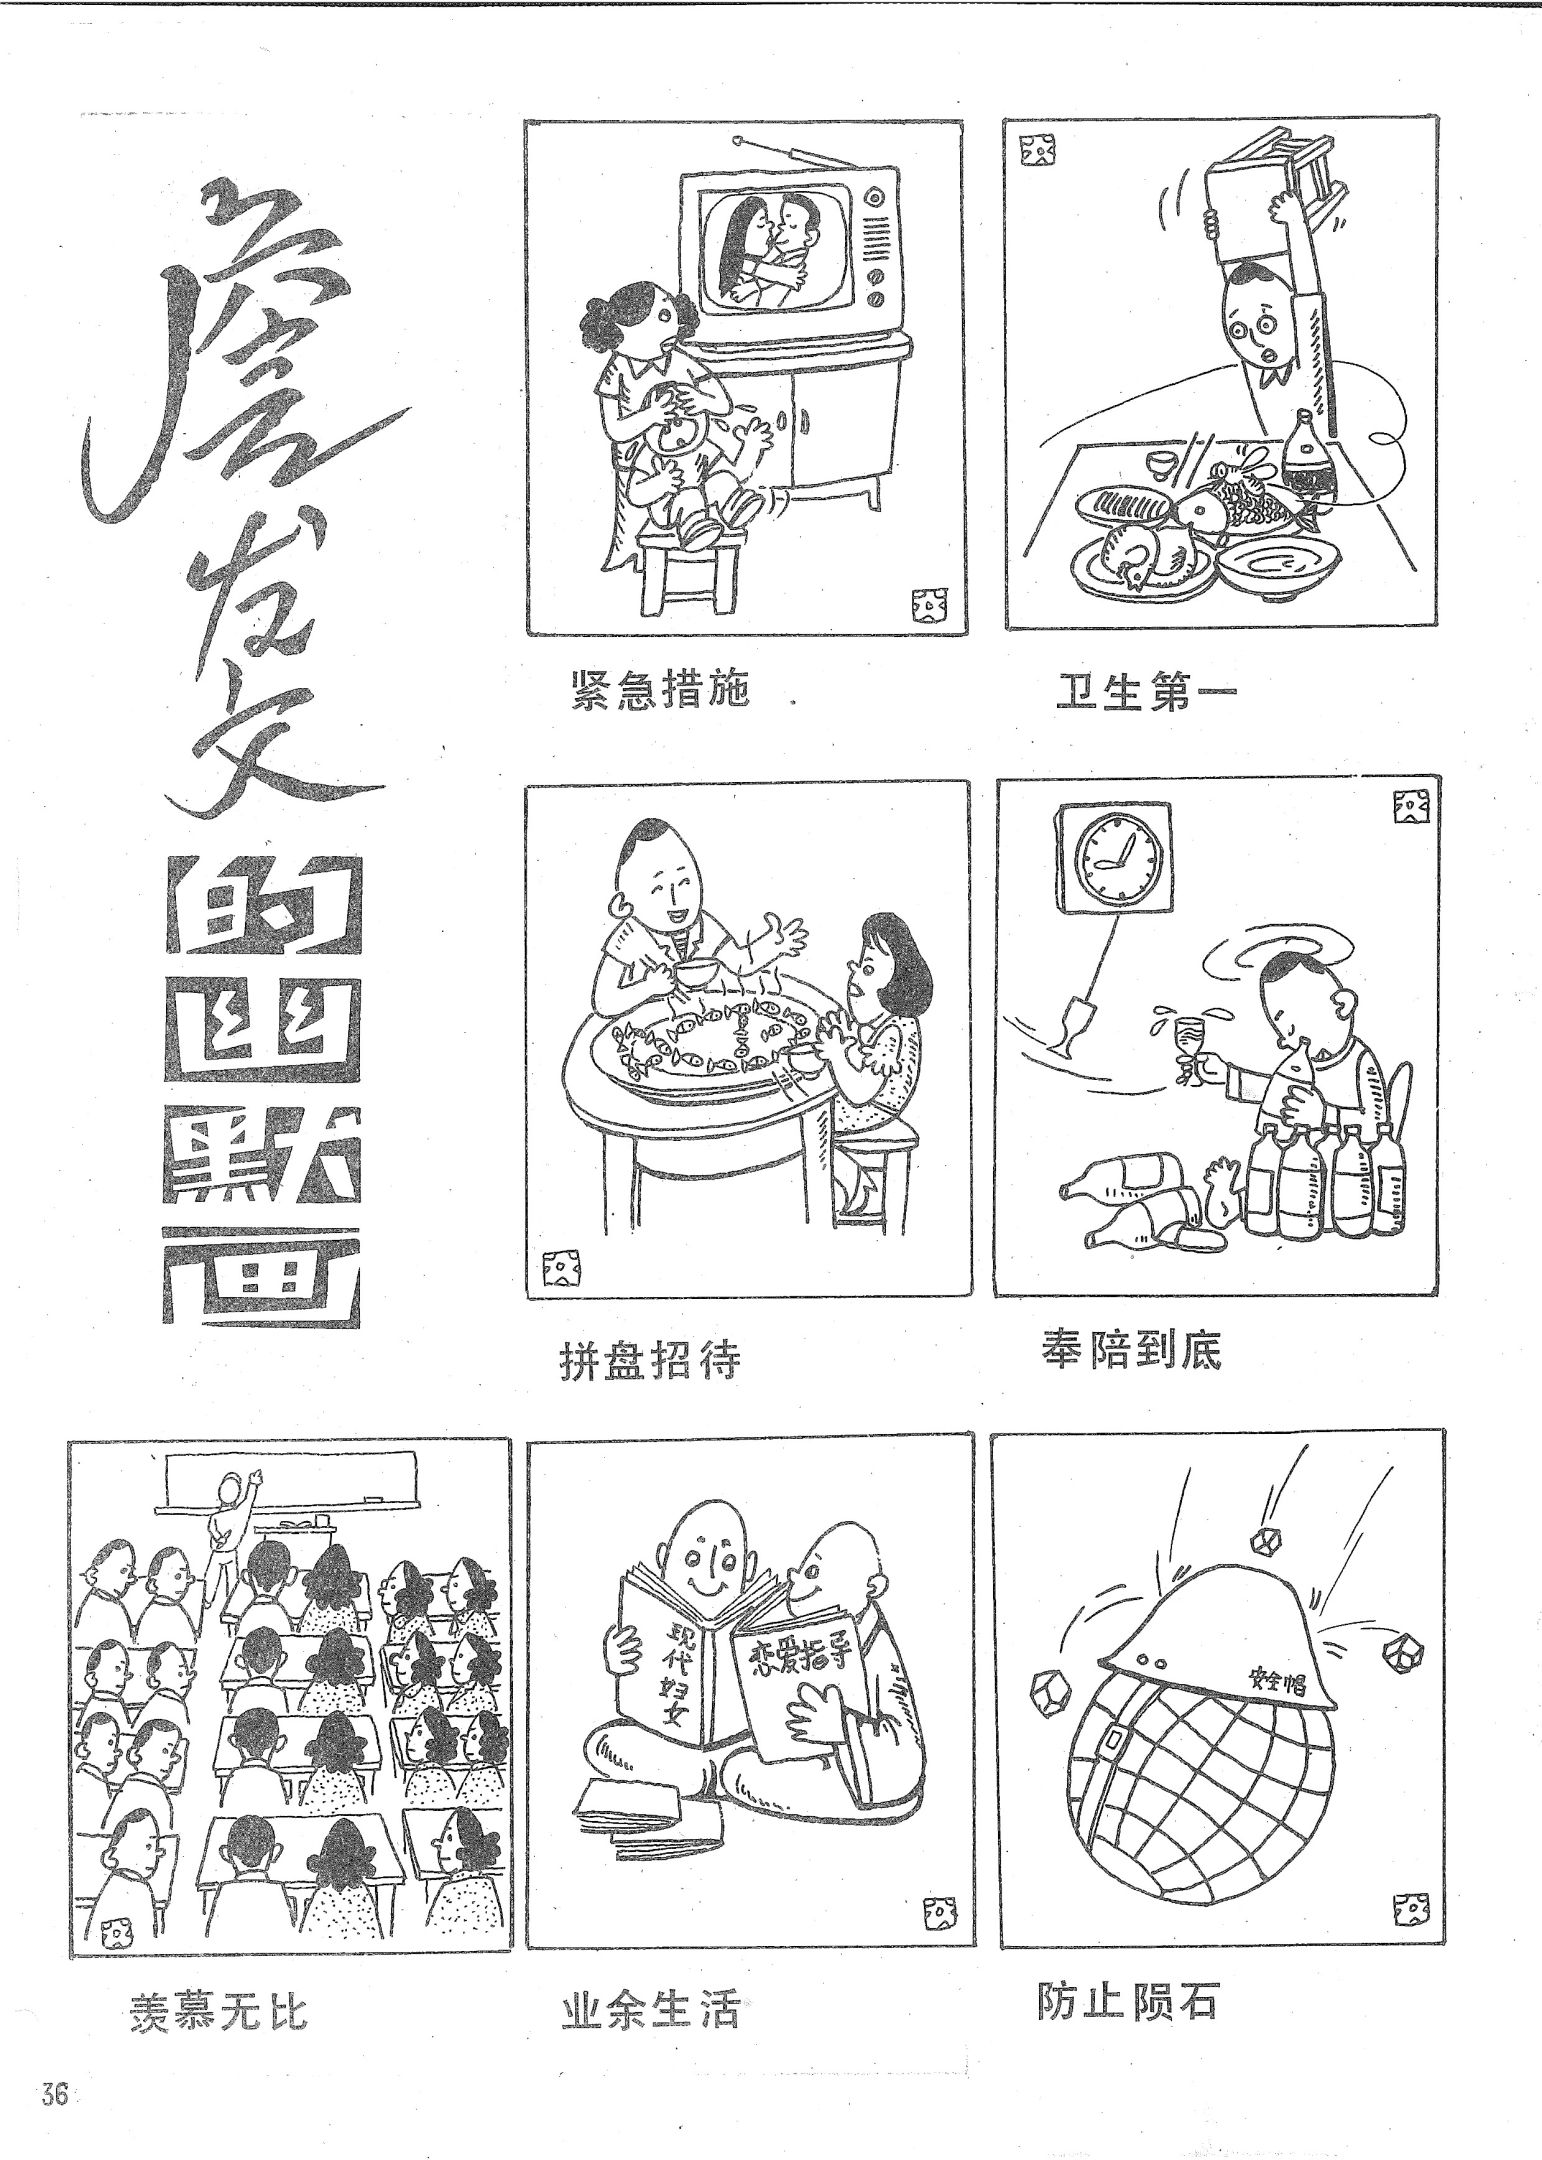 詹发文
的幽默画
紧急措施
卫生第一
拼盘招待
奉陪到底
现代妇女
恋爱指导
安全帽
羡慕无比
业余生活
防止陨石
36